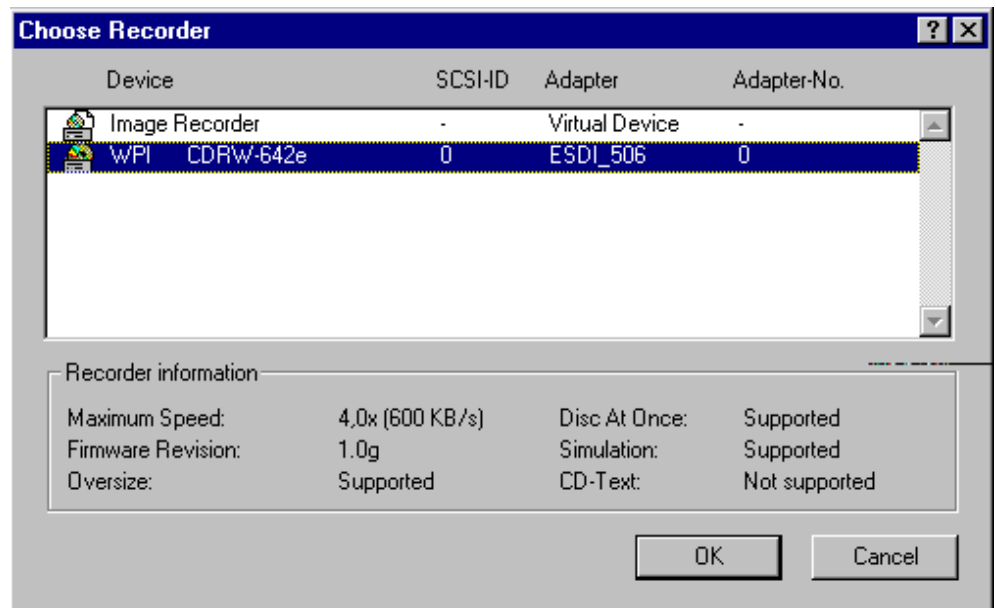 Choose Recorder
Device SCSI-ID Adapter Adapter-No.
Image Recorder - Virtual Device -
WPI CDRW-642e 0 ESDI_506 0
Recorder information
Maximum Speed: 4,0x (600 KB/s) Disc At Once: Supported
Firmware Revision: 1.0g Simulation: Supported
Oversize: Supported CD-Text: Not supported
OK Cancel